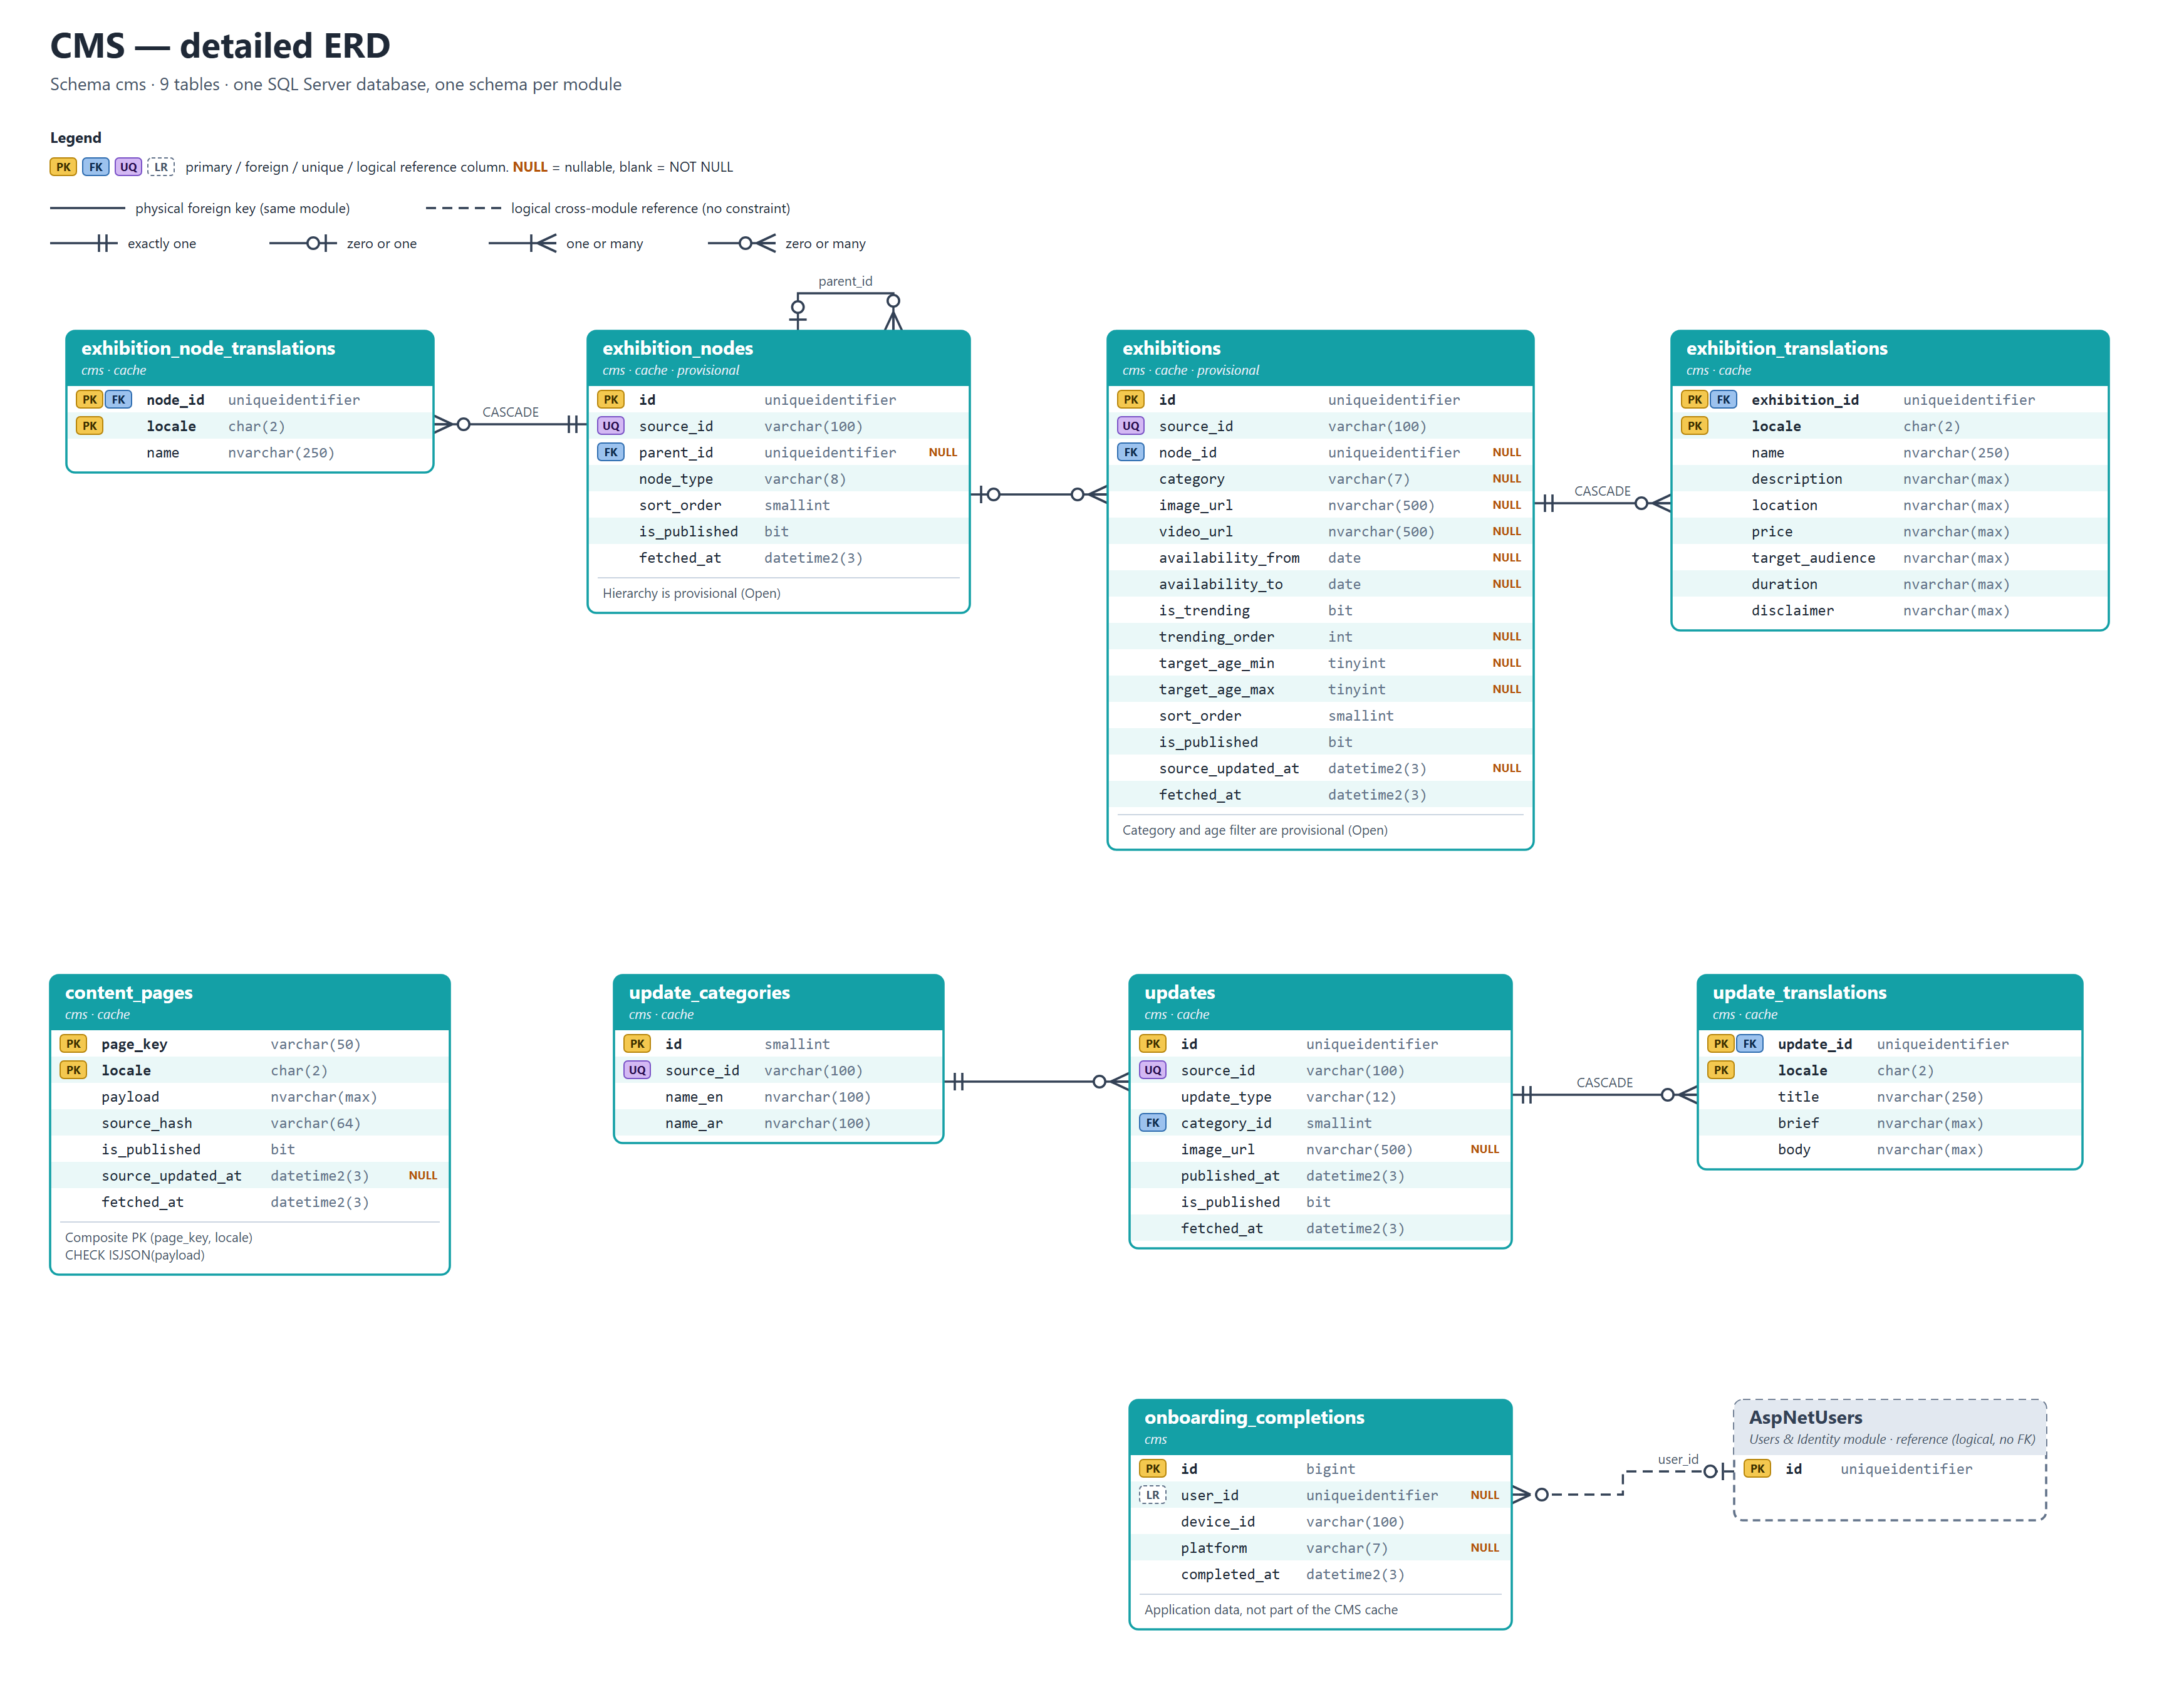 CMS — detailed ERD
Schema cms · 9 tables · one SQL Server database, one schema per module
Legend
PK FK UQ LR primary / foreign / unique / logical reference column. NULL = nullable, blank = NOT NULL
physical foreign key (same module) logical cross-module reference (no constraint)
exactly one zero or one one or many zero or many
parent_id
exhibition_node_translations
cms · cache
PK FK node_id uniqueidentifier
PK locale char(2)
name nvarchar(250)
CASCADE
exhibition_nodes
cms · cache · provisional
PK id uniqueidentifier
UQ source_id varchar(100)
FK parent_id uniqueidentifier NULL
node_type varchar(8)
sort_order smallint
is_published bit
fetched_at datetime2(3)
Hierarchy is provisional (Open)
exhibitions
cms · cache · provisional
PK id uniqueidentifier
UQ source_id varchar(100)
FK node_id uniqueidentifier NULL
category varchar(7) NULL
image_url nvarchar(500) NULL
video_url nvarchar(500) NULL
availability_from date NULL
availability_to date NULL
is_trending bit
trending_order int NULL
target_age_min tinyint NULL
target_age_max tinyint NULL
sort_order smallint
is_published bit
source_updated_at datetime2(3) NULL
fetched_at datetime2(3)
Category and age filter are provisional (Open)
CASCADE
exhibition_translations
cms · cache
PK FK exhibition_id uniqueidentifier
PK locale char(2)
name nvarchar(250)
description nvarchar(max)
location nvarchar(max)
price nvarchar(max)
target_audience nvarchar(max)
duration nvarchar(max)
disclaimer nvarchar(max)
content_pages
cms · cache
PK page_key varchar(50)
PK locale char(2)
payload nvarchar(max)
source_hash varchar(64)
is_published bit
source_updated_at datetime2(3) NULL
fetched_at datetime2(3)
Composite PK (page_key, locale)
CHECK ISJSON(payload)
update_categories
cms · cache
PK id smallint
UQ source_id varchar(100)
name_en nvarchar(100)
name_ar nvarchar(100)
updates
cms · cache
PK id uniqueidentifier
UQ source_id varchar(100)
update_type varchar(12)
FK category_id smallint
image_url nvarchar(500) NULL
published_at datetime2(3)
is_published bit
fetched_at datetime2(3)
CASCADE
update_translations
cms · cache
PK FK update_id uniqueidentifier
PK locale char(2)
title nvarchar(250)
brief nvarchar(max)
body nvarchar(max)
onboarding_completions
cms
PK id bigint
LR user_id uniqueidentifier NULL
device_id varchar(100)
platform varchar(7) NULL
completed_at datetime2(3)
Application data, not part of the CMS cache
user_id
AspNetUsers
Users & Identity module · reference (logical, no FK)
PK id uniqueidentifier